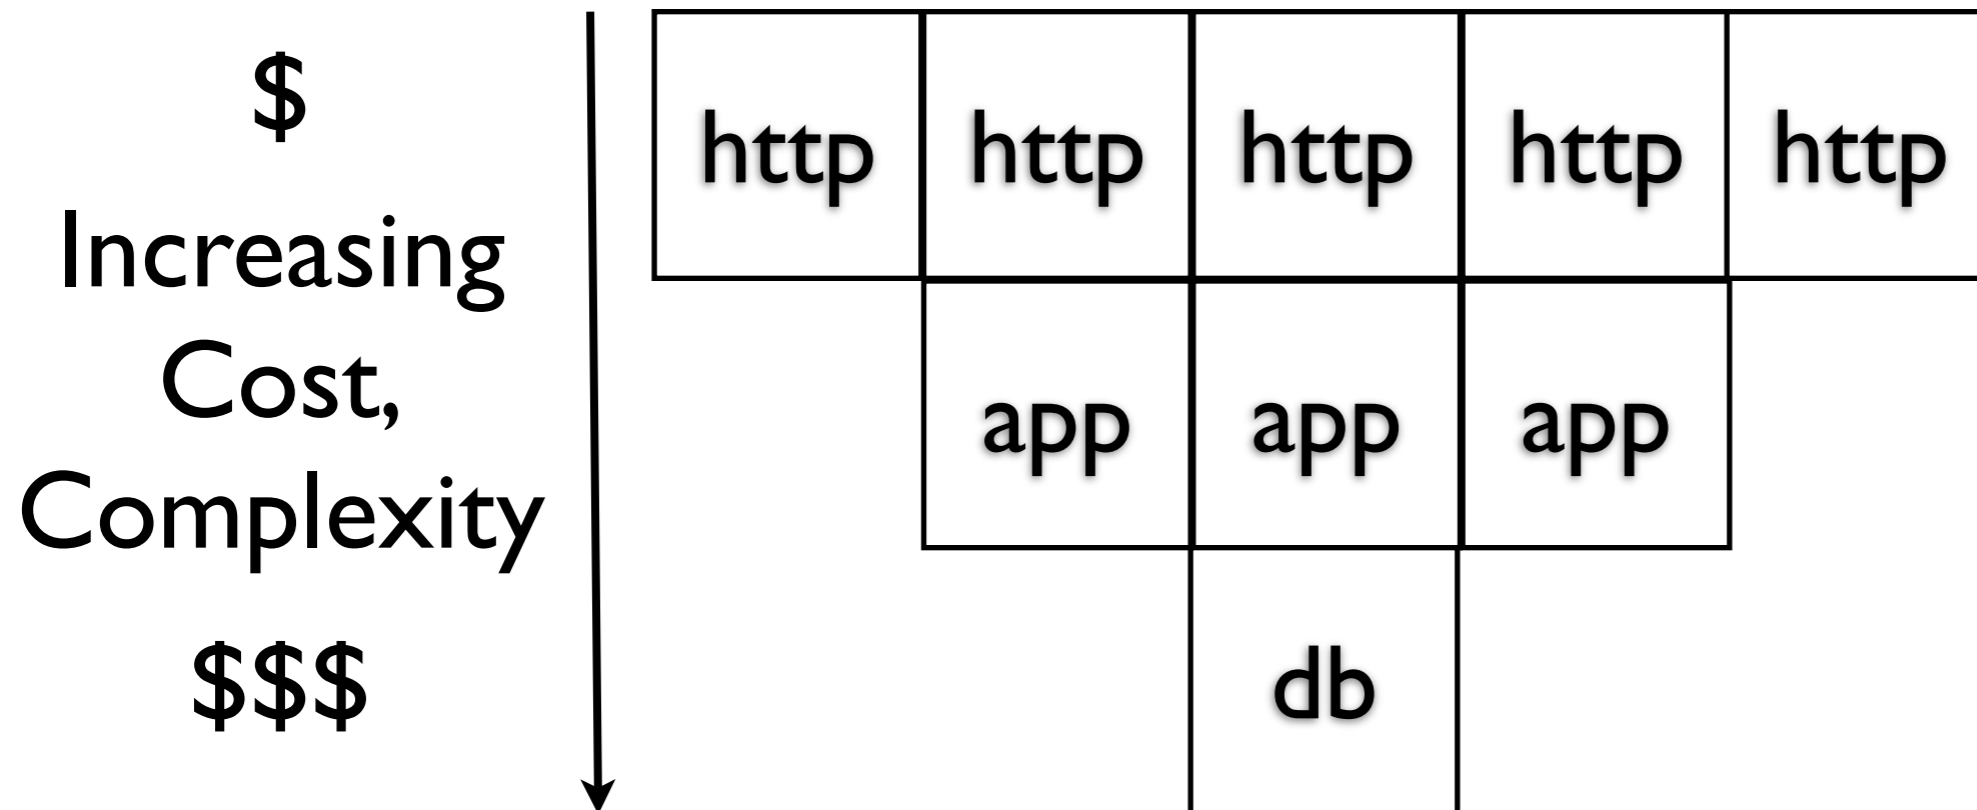 $
Increasing
Cost,
Complexity
$$$
http http http http http
app app app
db